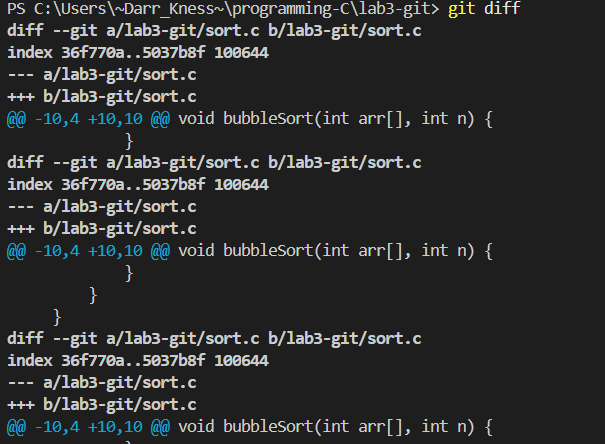 PS C:\Users\~Darr_Kness~\programming-C\lab3-git> git diff
diff --git a/lab3-git/sort.c b/lab3-git/sort.c
index 36f770a..5037b8f 100644
--- a/lab3-git/sort.c
+++ b/lab3-git/sort.c
@@ -10,4 +10,10 @@ void bubbleSort(int arr[], int n) {
             }
diff --git a/lab3-git/sort.c b/lab3-git/sort.c
index 36f770a..5037b8f 100644
--- a/lab3-git/sort.c
+++ b/lab3-git/sort.c
@@ -10,4 +10,10 @@ void bubbleSort(int arr[], int n) {
             }
         }
     }
diff --git a/lab3-git/sort.c b/lab3-git/sort.c
index 36f770a..5037b8f 100644
--- a/lab3-git/sort.c
+++ b/lab3-git/sort.c
@@ -10,4 +10,10 @@ void bubbleSort(int arr[], int n) {